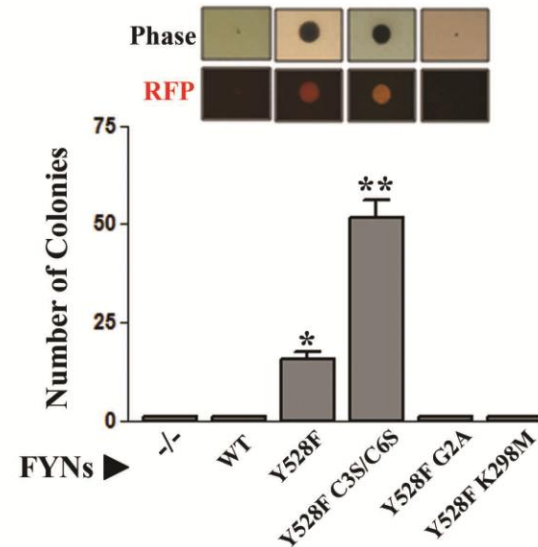 Phase
RFP
Number of Colonies
75
50
25
0
*
**
FYNs
-/-
WT
Y528F
Y528F C3S/C6S
Y528F G2A
Y528F K298M